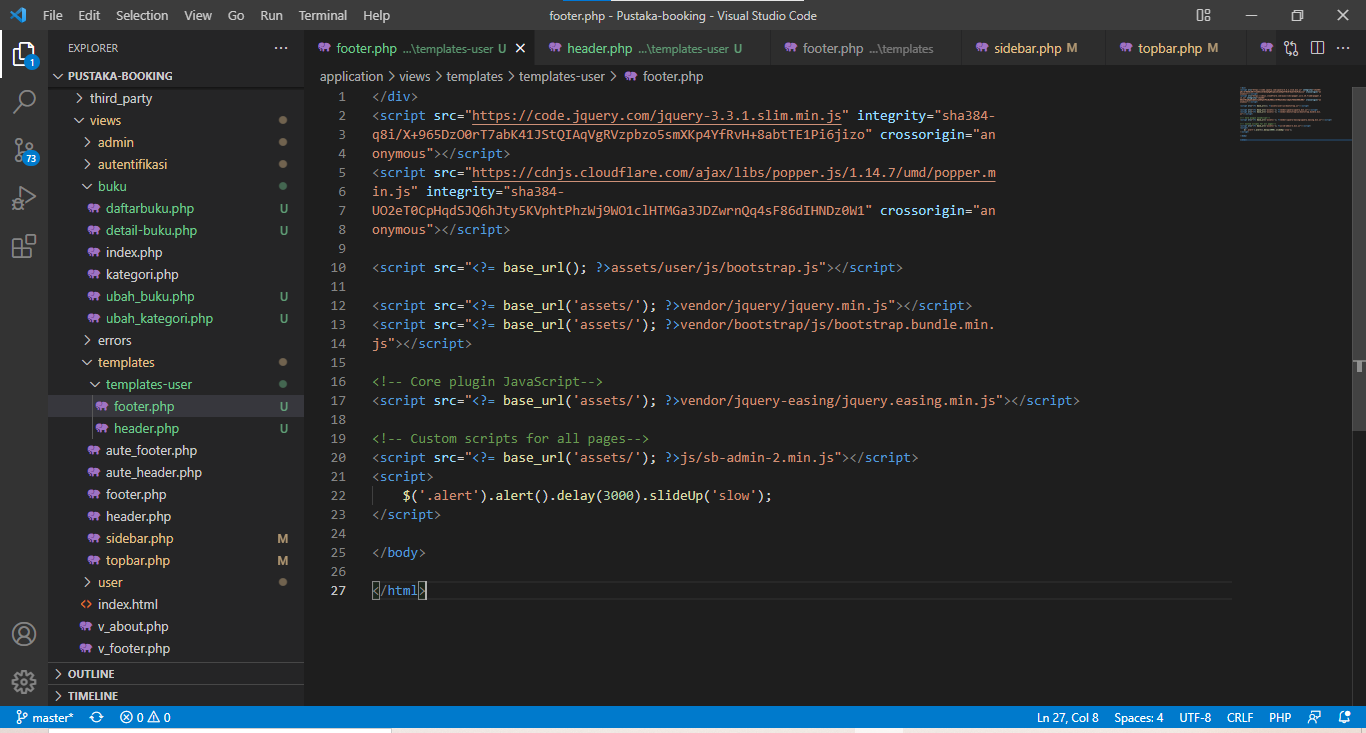 File Edit Selection View Go Run Terminal Help footer.php - Pustaka-booking - Visual Studio Code
EXPLORER
footer.php ...\templates-user U
header.php ...\templates-user U
footer.php ...\templates
sidebar.php M
topbar.php M
PUSTAKA-BOOKING
third_party
views
admin
autentifikasi
buku
daftarbuku.php U
detail-buku.php U
index.php
kategori.php
ubah_buku.php U
ubah_kategori.php U
errors
templates
templates-user
footer.php U
header.php U
aute_footer.php
aute_header.php
footer.php
header.php
sidebar.php M
topbar.php M
user
index.html
v_about.php
v_footer.php
OUTLINE
TIMELINE
1
73
application > views > templates > templates-user > footer.php
1 </div>
2 <script src="https://code.jquery.com/jquery-3.3.1.slim.min.js" integrity="sha384-
3 q8i/X+965DzO0rT7abK41JStQIAqVgRVzpbzo5smXKp4YfRvH+8abtTE1Pi6jizo" crossorigin="an
4 onymous"></script>
5 <script src="https://cdnjs.cloudflare.com/ajax/libs/popper.js/1.14.7/umd/popper.m
6 in.js" integrity="sha384-
7 UO2eT0CpHqdSJQ6hJty5KVphtPhzWj9WO1clHTMGa3JDZwrnQq4sF86dIHNDz0W1" crossorigin="an
8 onymous"></script>
9
10 <script src="<?= base_url(); ?>assets/user/js/bootstrap.js"></script>
11
12 <script src="<?= base_url('assets/'); ?>vendor/jquery/jquery.min.js"></script>
13 <script src="<?= base_url('assets/'); ?>vendor/bootstrap/js/bootstrap.bundle.min.
14 js"></script>
15
16 <!-- Core plugin JavaScript-->
17 <script src="<?= base_url('assets/'); ?>vendor/jquery-easing/jquery.easing.min.js"></script>
18
19 <!-- Custom scripts for all pages-->
20 <script src="<?= base_url('assets/'); ?>js/sb-admin-2.min.js"></script>
21 <script>
22 $('.alert').alert().delay(3000).slideUp('slow');
23 </script>
24
25 </body>
26
27 </html>
master* 0 0 Ln 27, Col 8 Spaces: 4 UTF-8 CRLF PHP